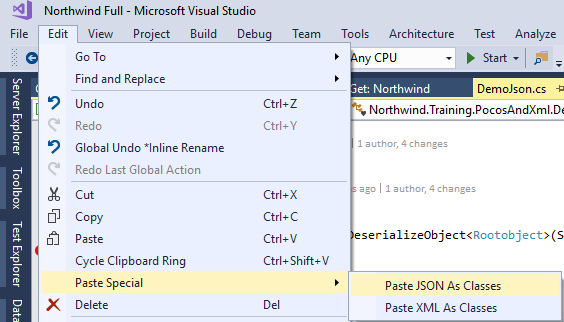 Northwind Full - Microsoft Visual Studio
File Edit View Project Build Debug Team Tools Test Analyze
Any CPU Start
Go To
Find and Replace
Get: Northwind DemoJson.cs
Undo Ctrl+Z
Northwind.Training.PocosAndXml.De
Redo Ctrl+Y
Global Undo *Inline Rename
1 author, 4 changes
Redo Last Global Action
Cut Ctrl+X
s ago | 1 author, 4 changes
Copy Ctrl+C
Paste Ctrl+V
DeserializeObject<Rootobject>(S
Cycle Clipboard Ring Ctrl+Shift+V
Paste Special
Paste JSON As Classes
Delete Del
Paste XML As Classes
Server Explorer
Toolbox
Test Explorer
Data